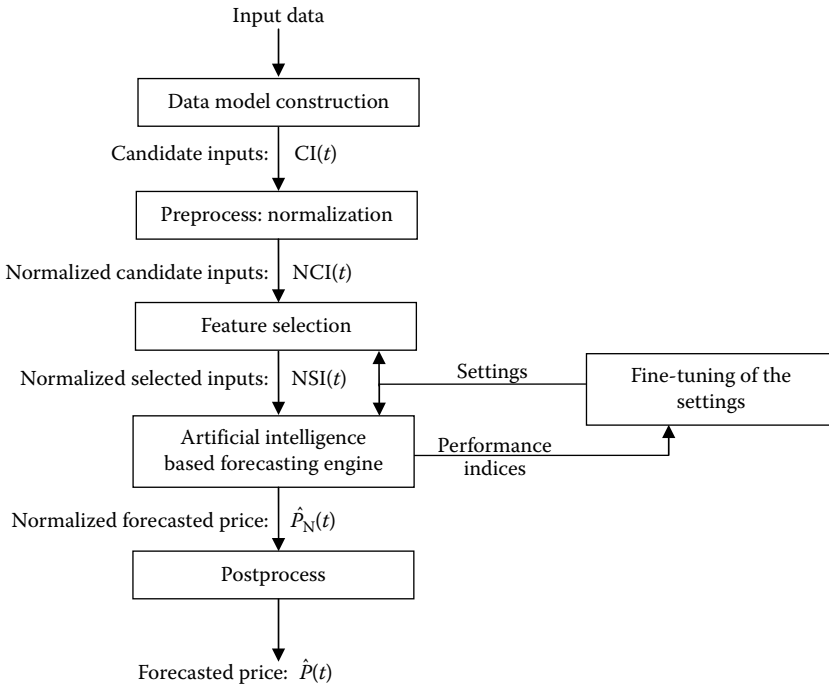 Input data
Data model construction
Candidate inputs: CI(t)
Preprocess: normalization
Normalized candidate inputs: NCI(t)
Feature selection
Normalized selected inputs: NSI(t)
Settings
Fine-tuning of the
settings
Artificial intelligence
based forecasting engine
Performance
indices
Normalized forecasted price: P̂_N(t)
Postprocess
Forecasted price: P̂(t)